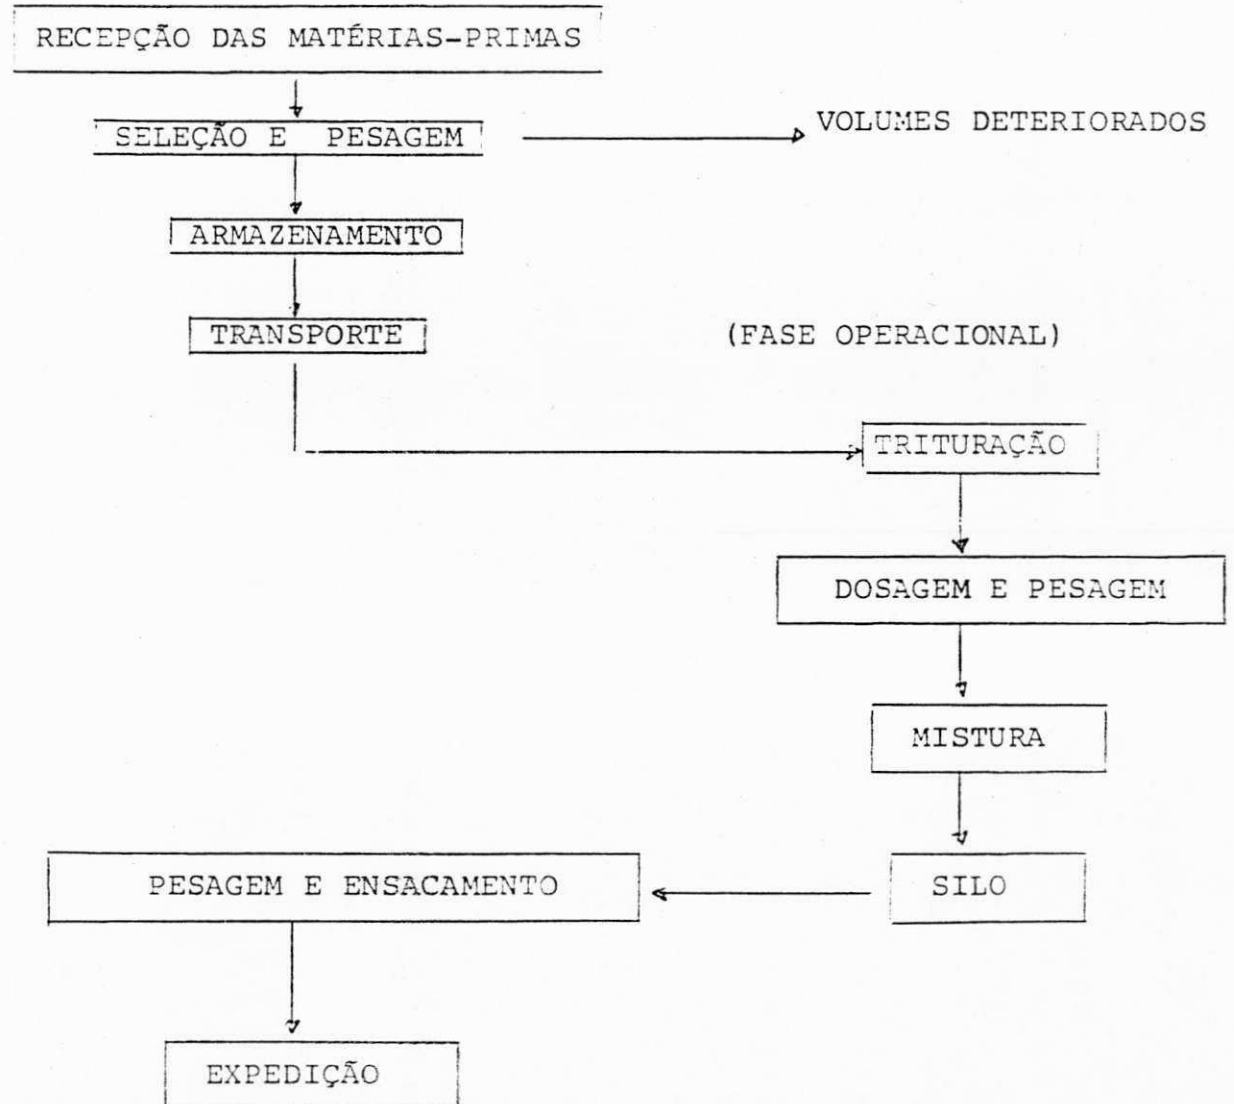 RECEPÇÃO DAS MATÉRIAS-PRIMAS
SELEÇÃO E PESAGEM
VOLUMES DETERIORADOS
ARMAZENAMENTO
TRANSPORTE
(FASE OPERACIONAL)
TRITURAÇÃO
DOSAGEM E PESAGEM
MISTURA
SILO
PESAGEM E ENSACAMENTO
EXPEDIÇÃO